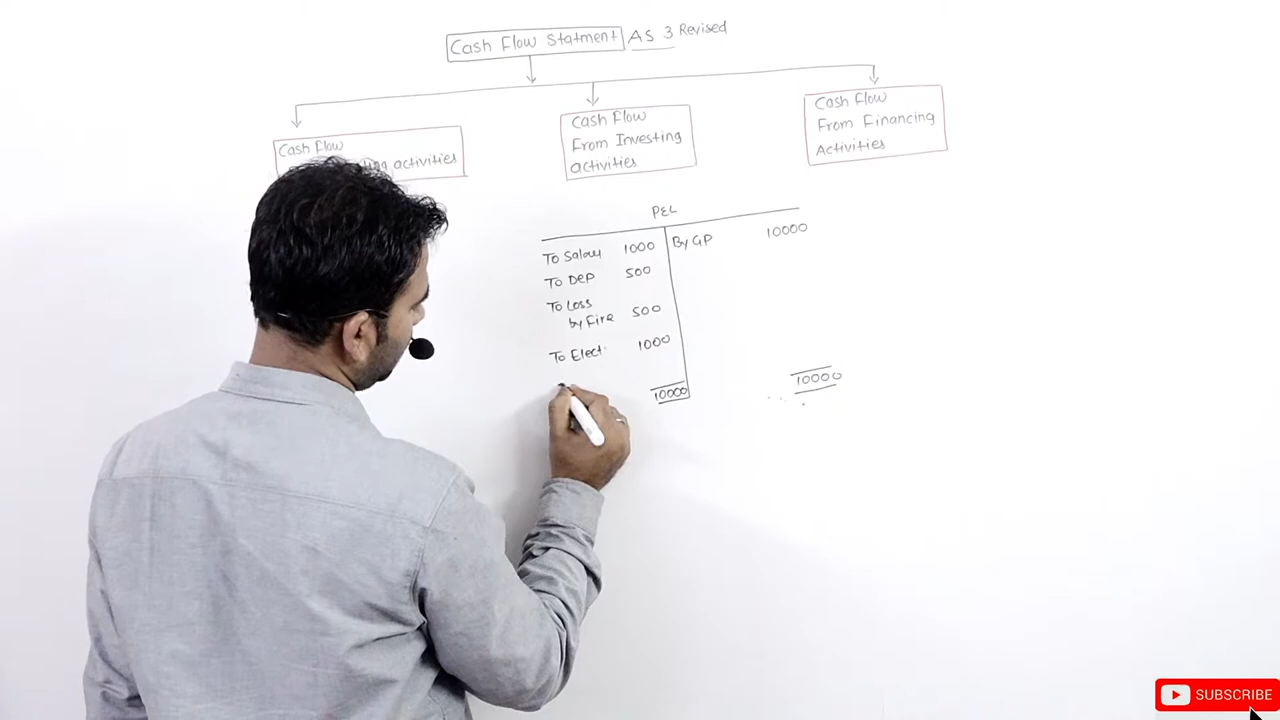 Cash Flow Statment AS 3 Revised
Cash Flow
activities
Cash Flow
From Investing
activities
Cash Flow
From Financing
Activities
P&L
To Salary 1000 By GP 10000
To Dep 500
To Loss
by Fire 500
To Elect. 1000
10000 10000
SUBSCRIBE